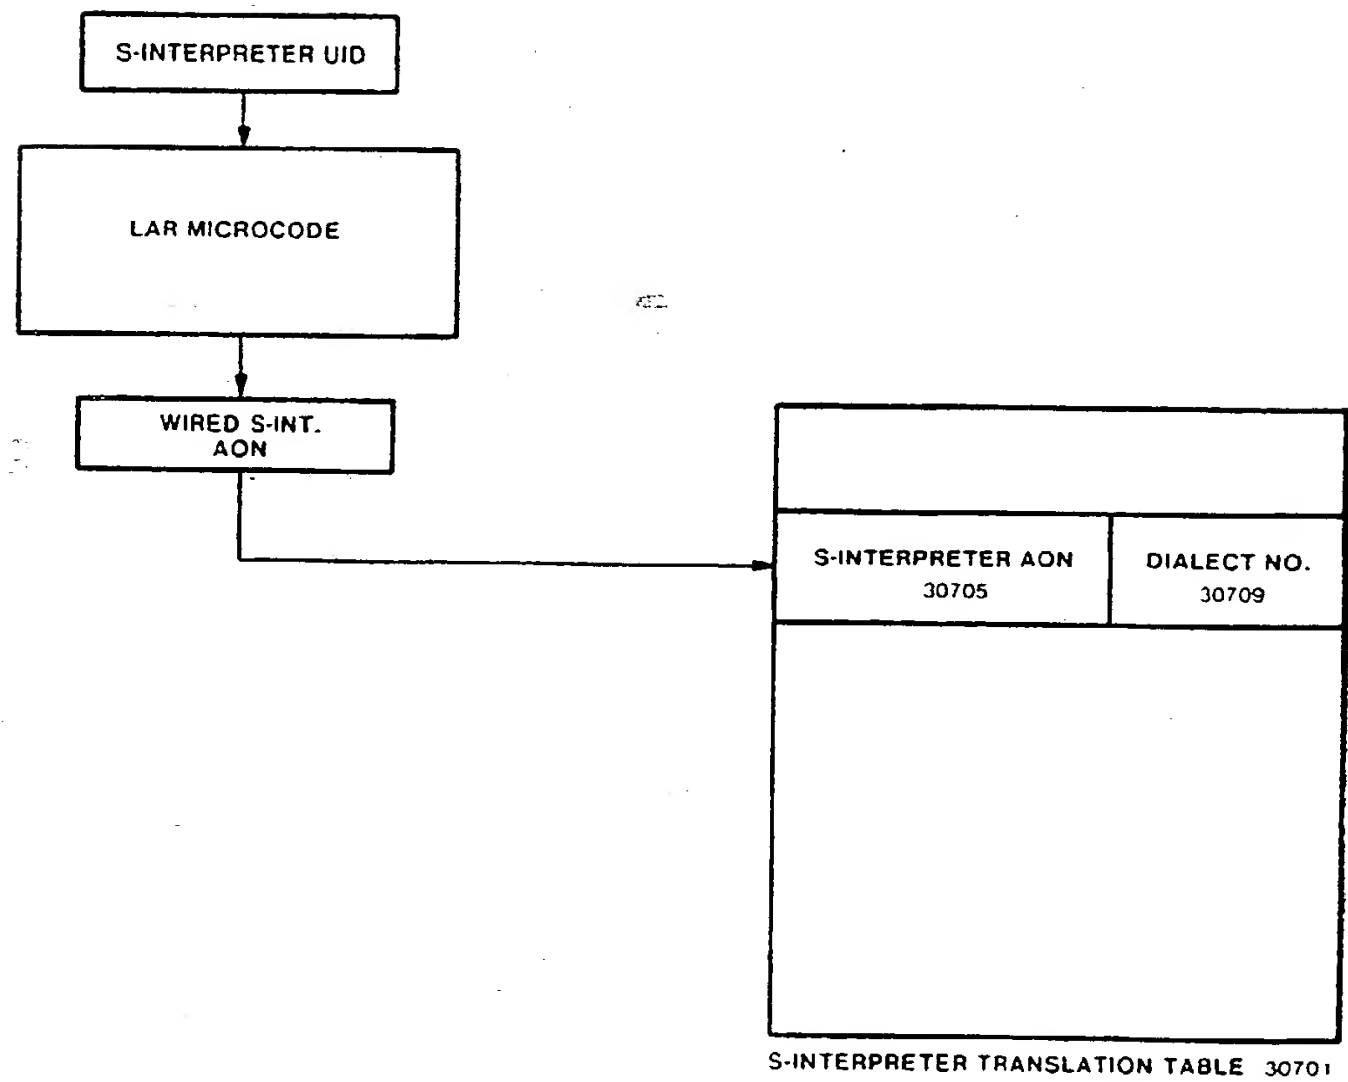 S-INTERPRETER UID
LAR MICROCODE
WIRED S-INT.
AON
S-INTERPRETER AON
30705
DIALECT NO.
30709
S-INTERPRETER TRANSLATION TABLE 30701